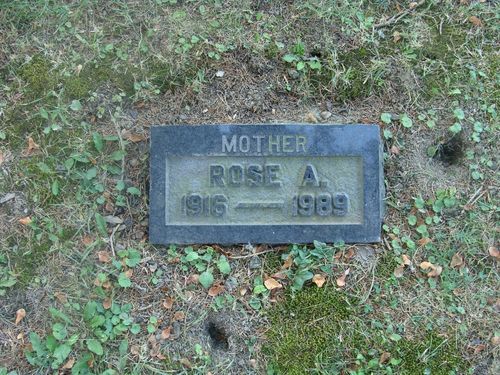 MOTHER
ROSE A.
1916 — 1989